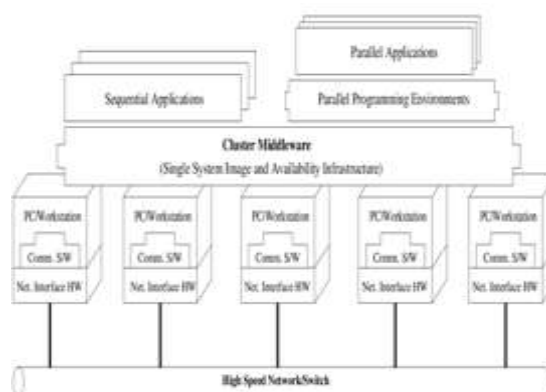 Parallel Applications
Sequential Applications
Parallel Programming Environments
Cluster Middleware
(Single System Image and Availability Infrastructure)
PC/Workstation
PC/Workstation
PC/Workstation
PC/Workstation
PC/Workstation
Comm. S/W
Comm. S/W
Comm. S/W
Comm. S/W
Comm. S/W
Net. Interface HW
Net. Interface HW
Net. Interface HW
Net. Interface HW
Net. Interface HW
High Speed Network/Switch